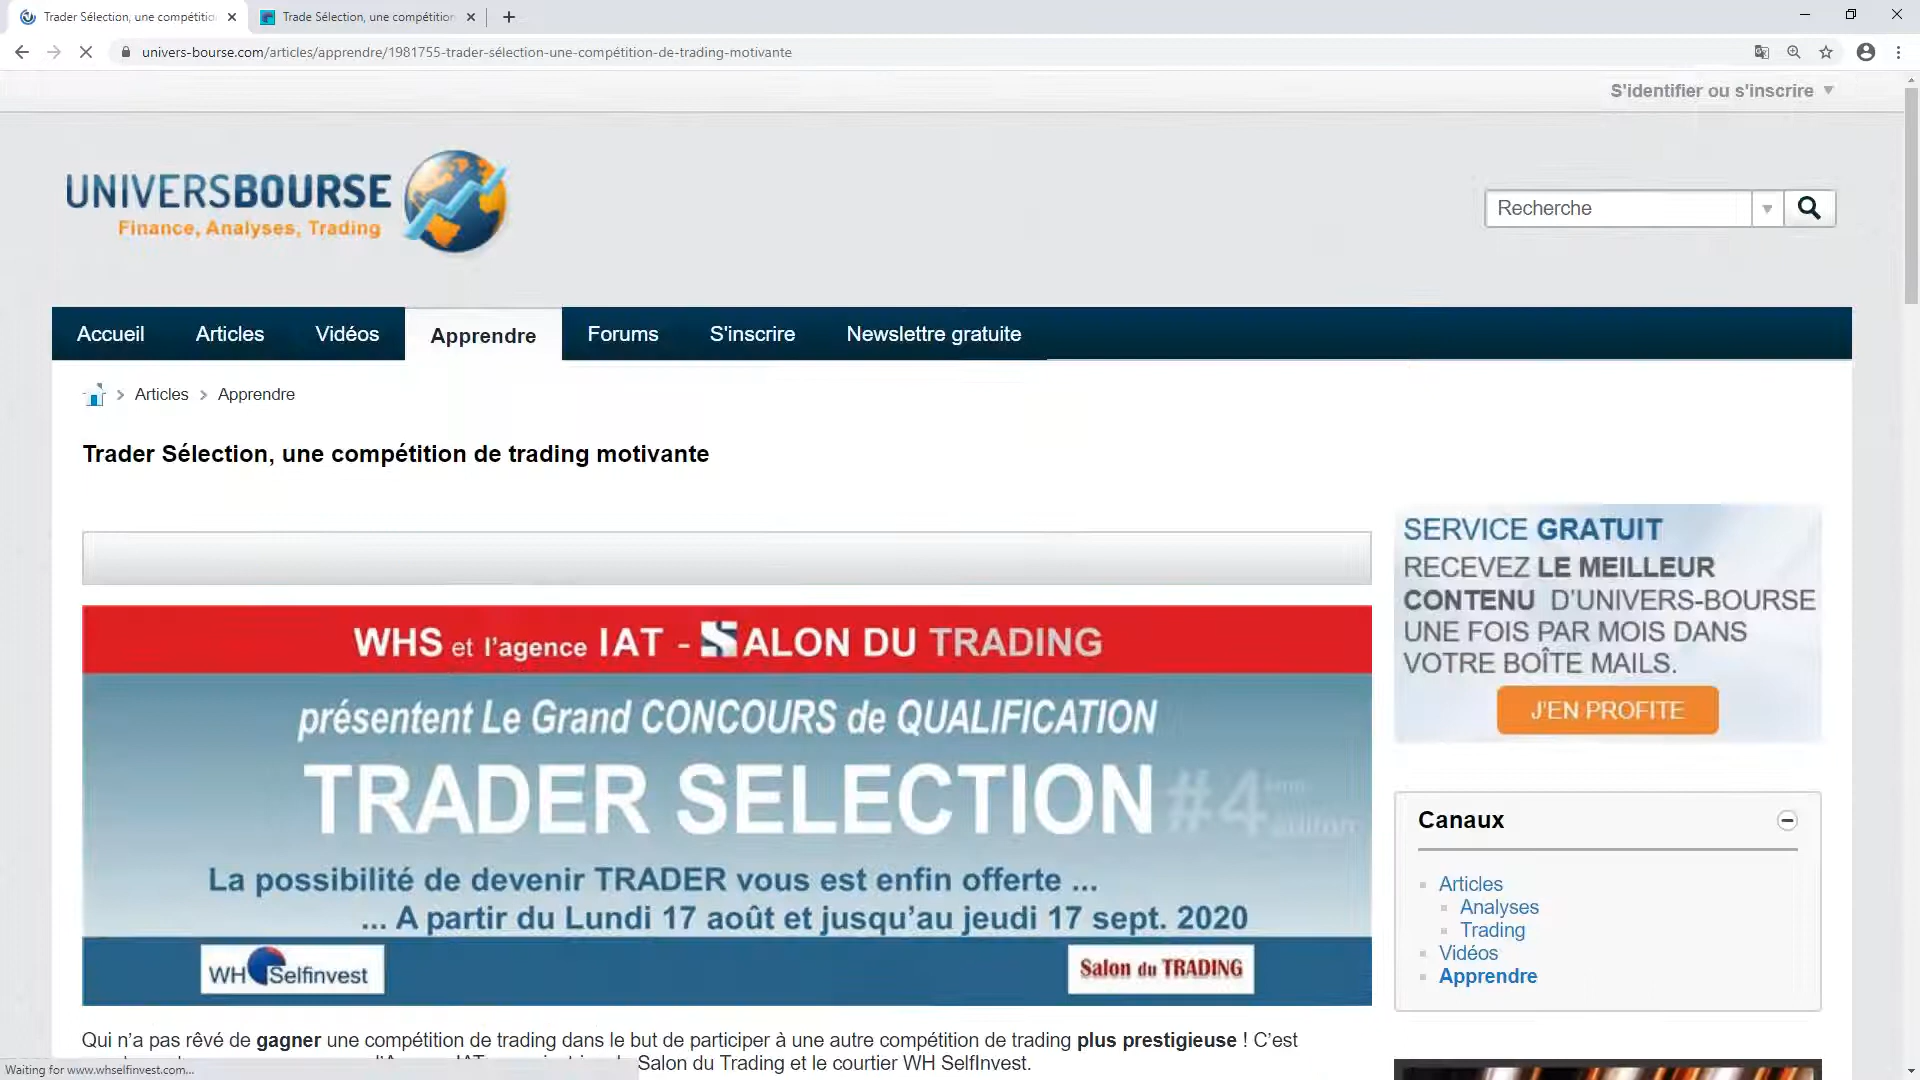 Trader Sélection, une compétitio
Trade Sélection, une compétition
univers-bourse.com/articles/apprendre/1981755-trader-sélection-une-compétition-de-trading-motivante
S'identifier ou s'inscrire
UNIVERSBOURSE
Finance, Analyses, Trading
Recherche
Accueil
Articles
Vidéos
Apprendre
Forums
S'inscrire
Newslettre gratuite
Articles
Apprendre
Trader Sélection, une compétition de trading motivante
WHS et l'agence IAT - SALON DU TRADING
présentent Le Grand CONCOURS de QUALIFICATION
TRADER SELECTION #4
La possibilité de devenir TRADER vous est enfin offerte ...
... A partir du Lundi 17 août et jusqu'au jeudi 17 sept. 2020
WH Selfinvest
Salon du TRADING
SERVICE GRATUIT
RECEVEZ LE MEILLEUR
CONTENU D'UNIVERS-BOURSE
UNE FOIS PAR MOIS DANS
VOTRE BOÎTE MAILS.
J'EN PROFITE
Canaux
Articles
Analyses
Trading
Vidéos
Apprendre
Qui n'a pas rêvé de gagner une compétition de trading dans le but de participer à une autre compétition de trading plus prestigieuse ! C'est
Salon du Trading et le courtier WH SelfInvest.
Waiting for www.whselfinvest.com...